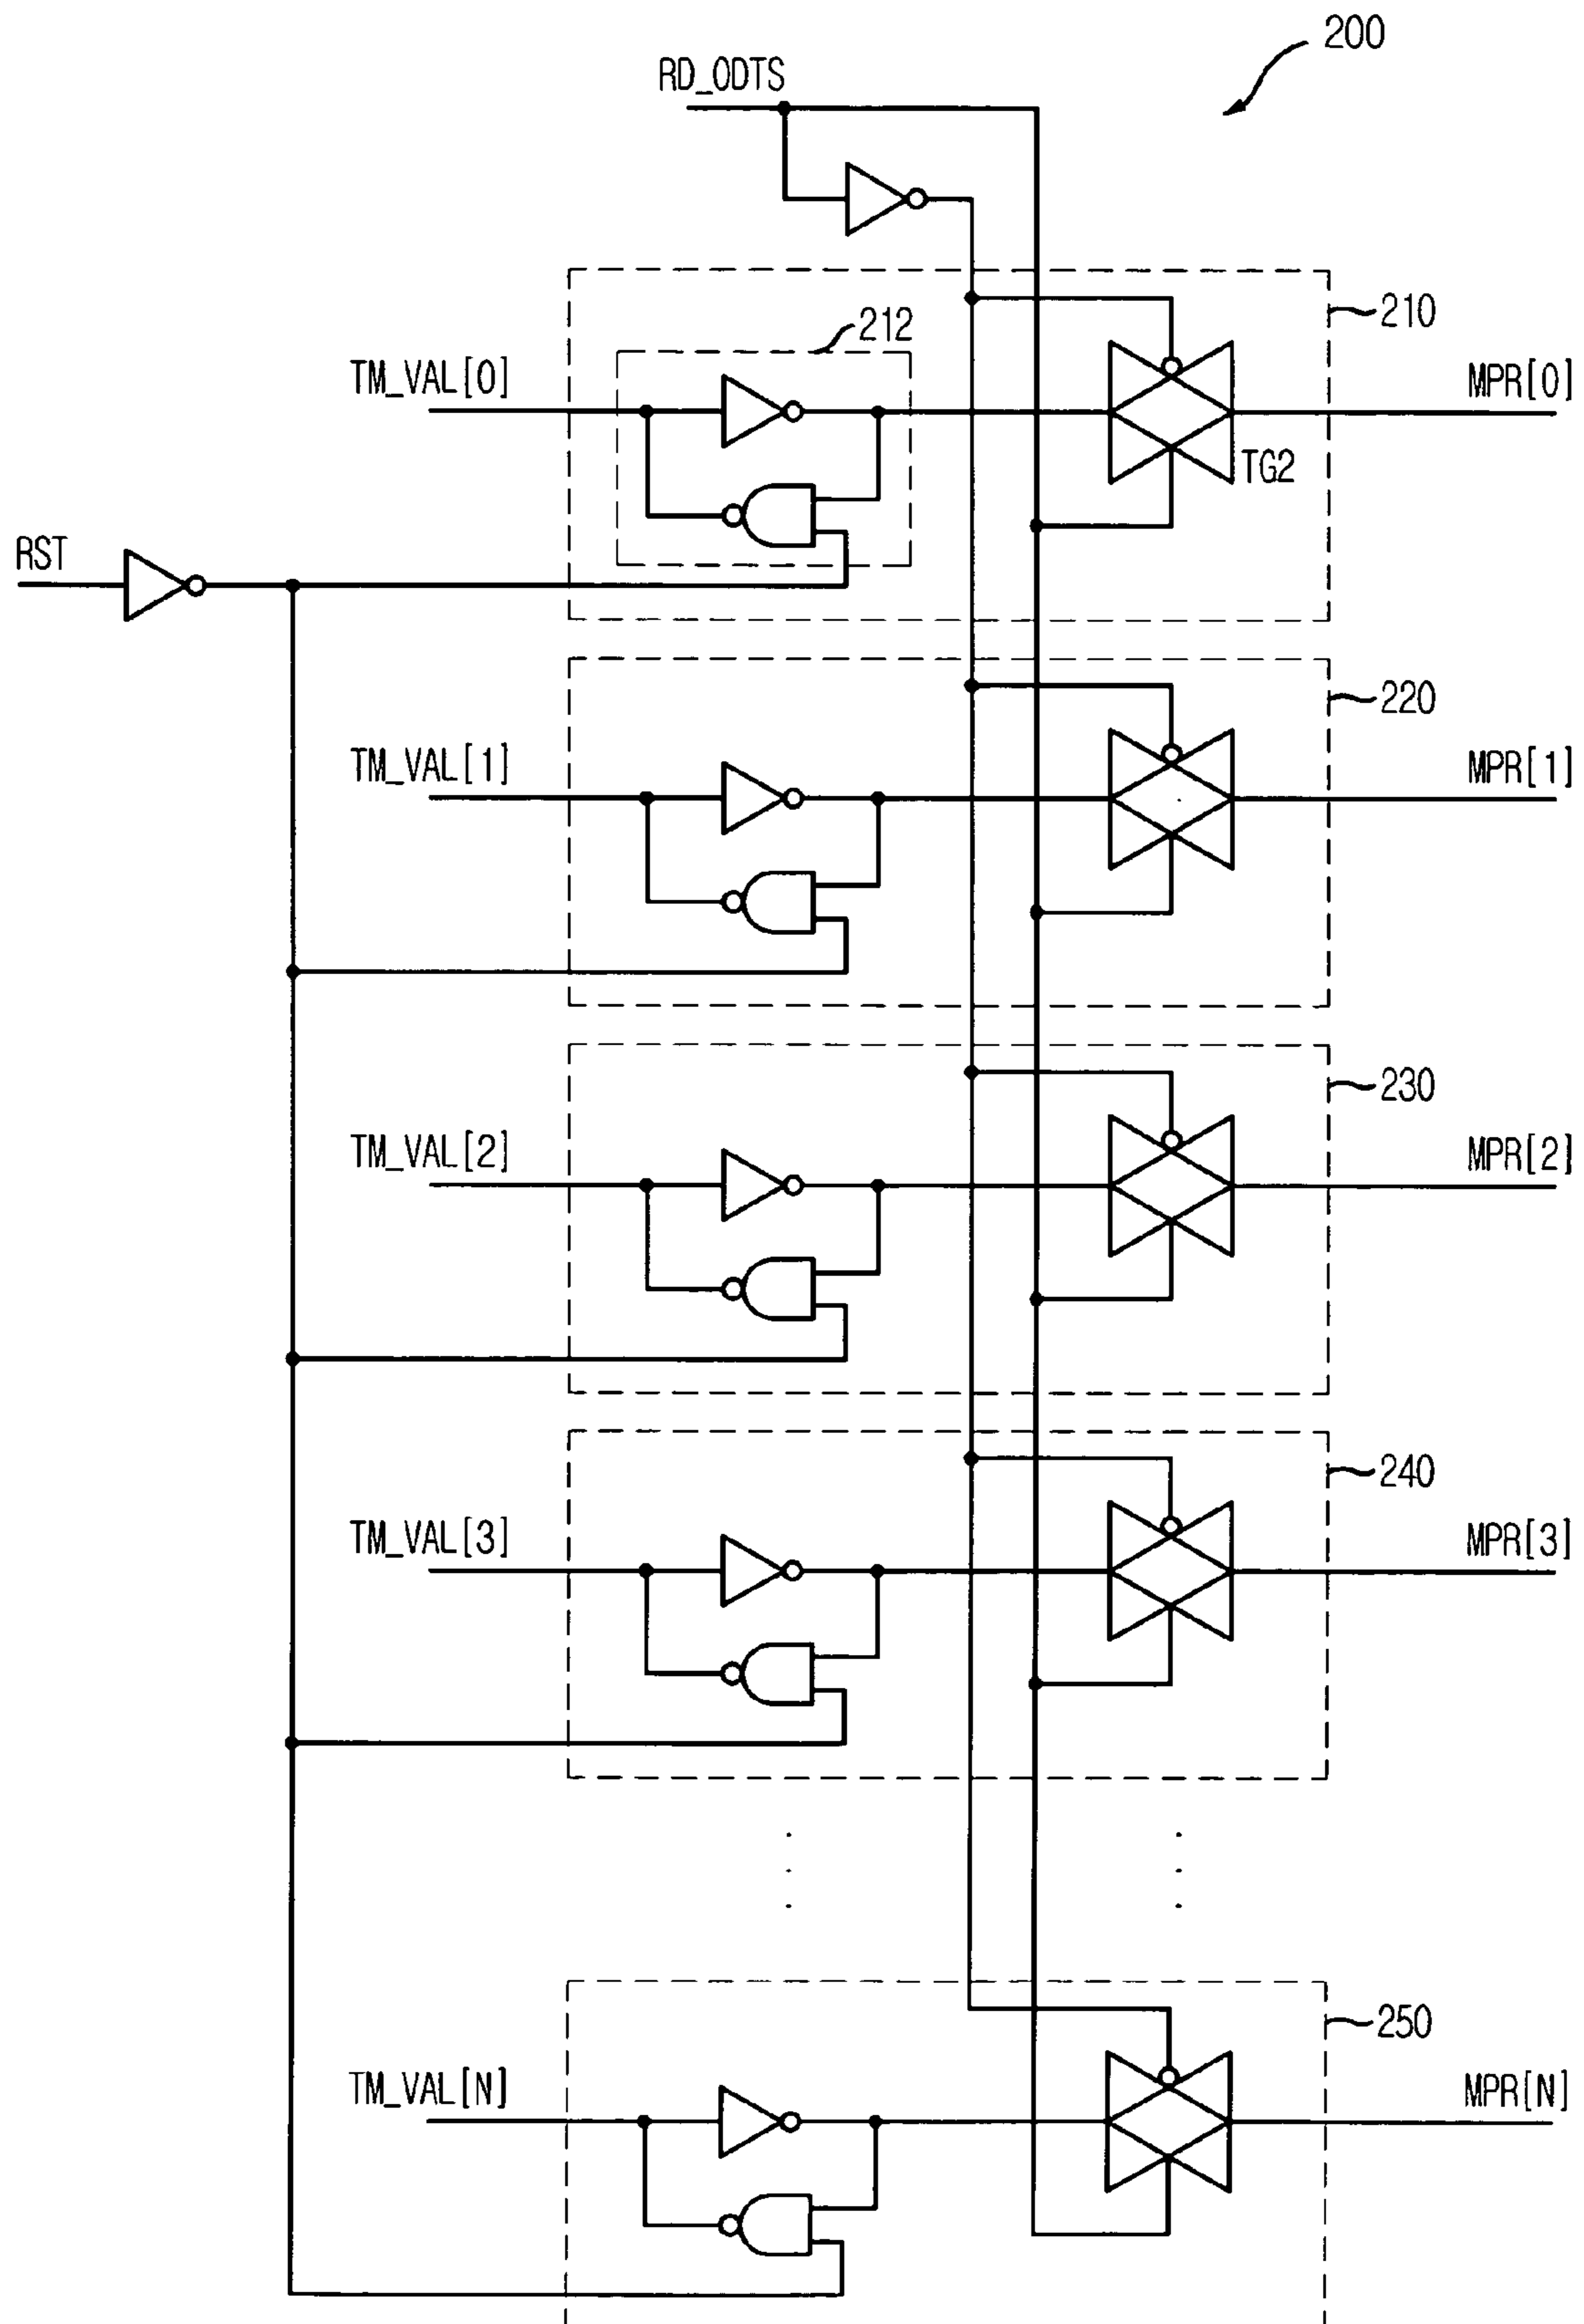 200
RD_ODTS
210
212
TM_VAL[0]
MPR[0]
TG2
RST
220
TM_VAL[1]
MPR[1]
230
TM_VAL[2]
MPR[2]
240
TM_VAL[3]
MPR[3]
250
TM_VAL[N]
MPR[N]